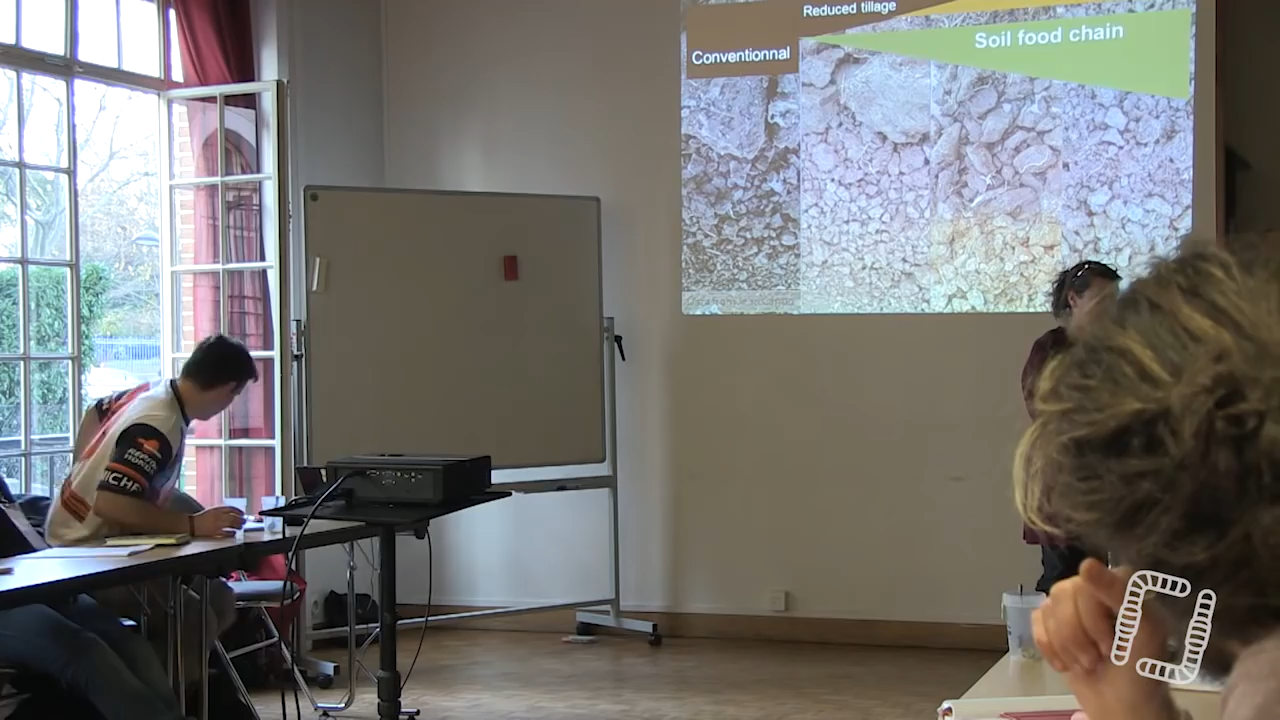 Reduced tillage
Conventionnal
Soil food chain